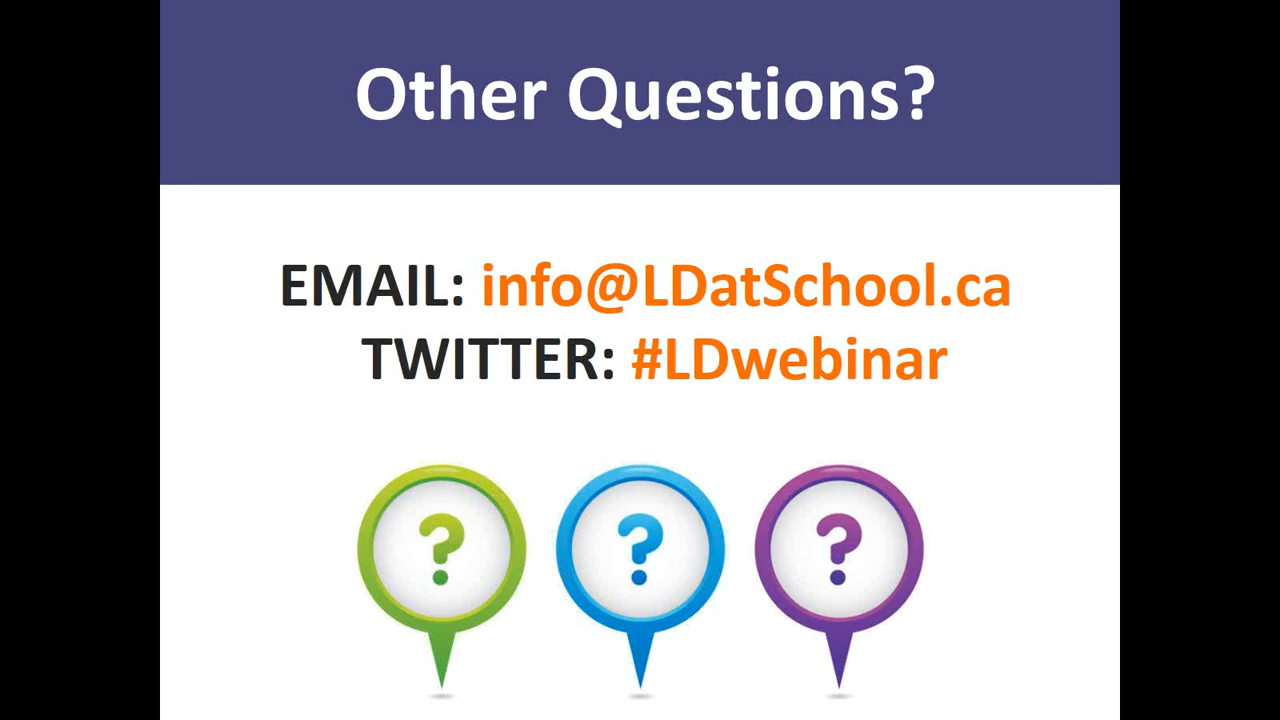 Other Questions?
EMAIL: info@LDatSchool.ca
TWITTER: #LDwebinar
? ? ?